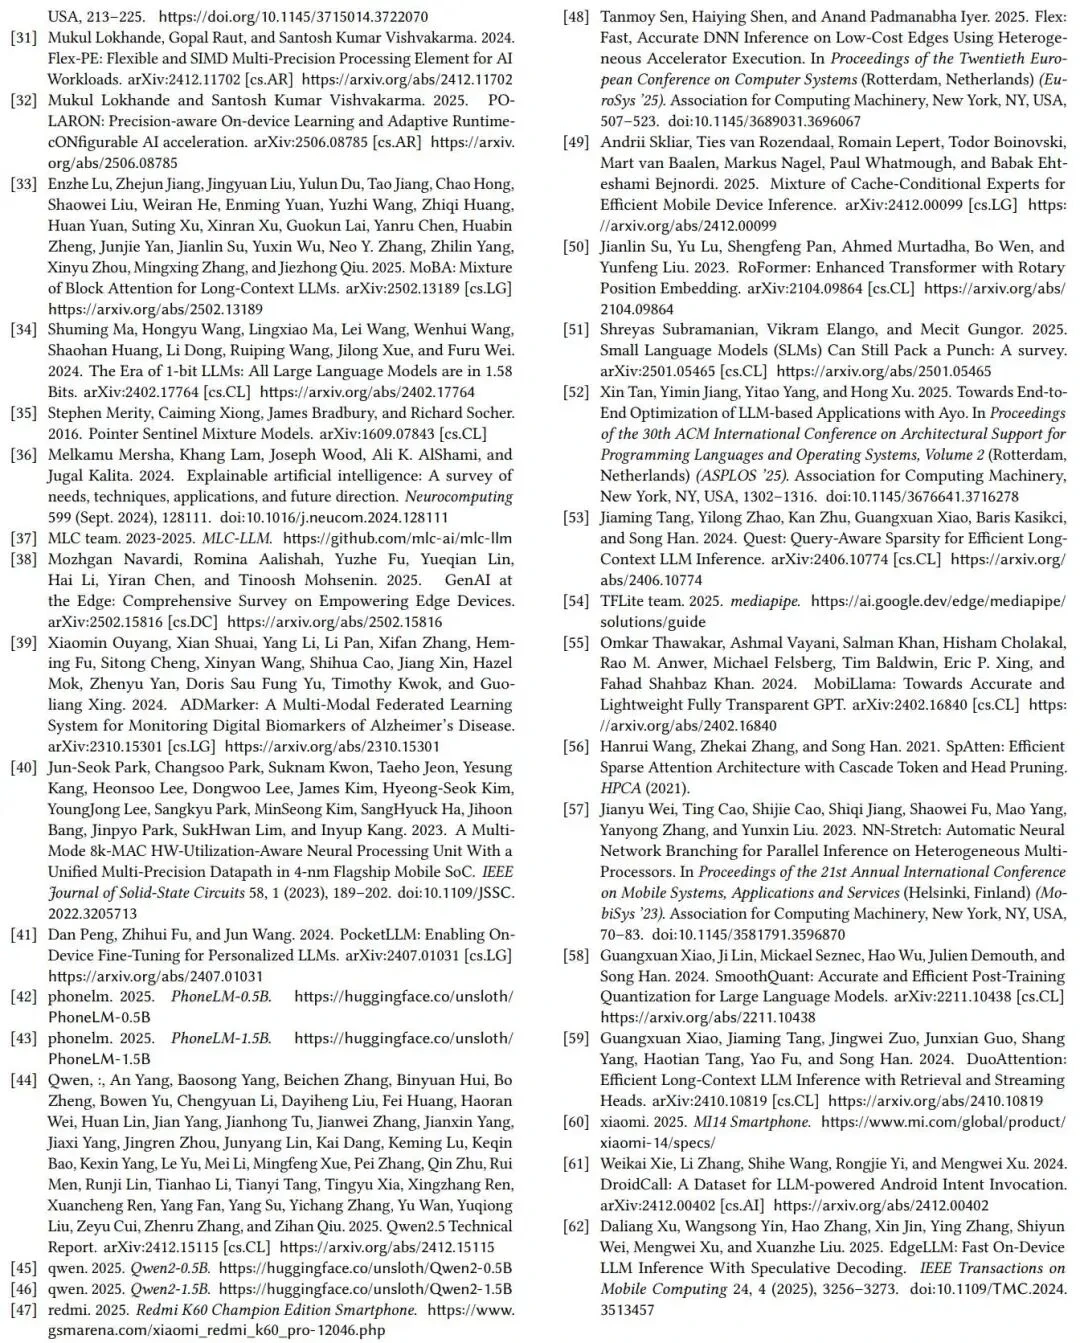 USA, 213–225. https://doi.org/10.1145/3715014.3722070
[31] Mukul Lokhande, Gopal Raut, and Santosh Kumar Vishvakarma. 2024.
Flex-PE: Flexible and SIMD Multi-Precision Processing Element for AI
Workloads. arXiv:2412.11702 [cs.AR] https://arxiv.org/abs/2412.11702
[32] Mukul Lokhande and Santosh Kumar Vishvakarma. 2025. PO-
LARON: Precision-aware On-device Learning and Adaptive Runtime-
cONfigurable AI acceleration. arXiv:2506.08785 [cs.AR] https://arxiv.
org/abs/2506.08785
[33] Enzhe Lu, Zhejun Jiang, Jingyuan Liu, Yulun Du, Tao Jiang, Chao Hong,
Shaowei Liu, Weiran He, Enming Yuan, Yuzhi Wang, Zhiqi Huang,
Huan Yuan, Suting Xu, Xinran Xu, Guokun Lai, Yanru Chen, Huabin
Zheng, Junjie Yan, Jianlin Su, Yuxin Wu, Neo Y. Zhang, Zhilin Yang,
Xinyu Zhou, Mingxing Zhang, and Jiezhong Qiu. 2025. MoBA: Mixture
of Block Attention for Long-Context LLMs. arXiv:2502.13189 [cs.LG]
https://arxiv.org/abs/2502.13189
[34] Shuming Ma, Hongyu Wang, Lingxiao Ma, Lei Wang, Wenhui Wang,
Shaohan Huang, Li Dong, Ruiping Wang, Jilong Xue, and Furu Wei.
2024. The Era of 1-bit LLMs: All Large Language Models are in 1.58
Bits. arXiv:2402.17764 [cs.CL] https://arxiv.org/abs/2402.17764
[35] Stephen Merity, Caiming Xiong, James Bradbury, and Richard Socher.
2016. Pointer Sentinel Mixture Models. arXiv:1609.07843 [cs.CL]
[36] Melkamu Mersha, Khang Lam, Joseph Wood, Ali K. AlShami, and
Jugal Kalita. 2024. Explainable artificial intelligence: A survey of
needs, techniques, applications, and future direction. Neurocomputing
599 (Sept. 2024), 128111. doi:10.1016/j.neucom.2024.128111
[37] MLC team. 2023-2025. MLC-LLM. https://github.com/mlc-ai/mlc-llm
[38] Mozhgan Navardi, Romina Aalishah, Yuzhe Fu, Yueqian Lin,
Hai Li, Yiran Chen, and Tinoosh Mohsenin. 2025. GenAI at
the Edge: Comprehensive Survey on Empowering Edge Devices.
arXiv:2502.15816 [cs.DC] https://arxiv.org/abs/2502.15816
[39] Xiaomin Ouyang, Xian Shuai, Yang Li, Li Pan, Xifan Zhang, Hem-
ing Fu, Sitong Cheng, Xinyan Wang, Shihua Cao, Jiang Xin, Hazel
Mok, Zhenyu Yan, Doris Sau Fung Yu, Timothy Kwok, and Guo-
liang Xing. 2024. ADMarker: A Multi-Modal Federated Learning
System for Monitoring Digital Biomarkers of Alzheimer's Disease.
arXiv:2310.15301 [cs.LG] https://arxiv.org/abs/2310.15301
[40] Jun-Seok Park, Changsoo Park, Suknam Kwon, Taeho Jeon, Yesung
Kang, Heonsoo Lee, Dongwoo Lee, James Kim, Hyeong-Seok Kim,
YoungJong Lee, Sangkyu Park, MinSeong Kim, SangHyuck Ha, Jihoon
Bang, Jinpyo Park, SukHwan Lim, and Inyup Kang. 2023. A Multi-
Mode 8k-MAC HW-Utilization-Aware Neural Processing Unit With a
Unified Multi-Precision Datapath in 4-nm Flagship Mobile SoC. IEEE
Journal of Solid-State Circuits 58, 1 (2023), 189–202. doi:10.1109/JSSC.
2022.3205713
[41] Dan Peng, Zhihui Fu, and Jun Wang. 2024. PocketLLM: Enabling On-
Device Fine-Tuning for Personalized LLMs. arXiv:2407.01031 [cs.LG]
https://arxiv.org/abs/2407.01031
[42] phonelm. 2025. PhoneLM-0.5B. https://huggingface.co/unsloth/
PhoneLM-0.5B
[43] phonelm. 2025. PhoneLM-1.5B. https://huggingface.co/unsloth/
PhoneLM-1.5B
[44] Qwen, :, An Yang, Baosong Yang, Beichen Zhang, Binyuan Hui, Bo
Zheng, Bowen Yu, Chengyuan Li, Dayiheng Liu, Fei Huang, Haoran
Wei, Huan Lin, Jian Yang, Jianhong Tu, Jianwei Zhang, Jianxin Yang,
Jiaxi Yang, Jingren Zhou, Junyang Lin, Kai Dang, Keming Lu, Keqin
Bao, Kexin Yang, Le Yu, Mei Li, Mingfeng Xue, Pei Zhang, Qin Zhu, Rui
Men, Runji Lin, Tianhao Li, Tianyi Tang, Tingyu Xia, Xingzhang Ren,
Xuancheng Ren, Yang Fan, Yang Su, Yichang Zhang, Yu Wan, Yuqiong
Liu, Zeyu Cui, Zhenru Zhang, and Zihan Qiu. 2025. Qwen2.5 Technical
Report. arXiv:2412.15115 [cs.CL] https://arxiv.org/abs/2412.15115
[45] qwen. 2025. Qwen2-0.5B. https://huggingface.co/unsloth/Qwen2-0.5B
[46] qwen. 2025. Qwen2-1.5B. https://huggingface.co/unsloth/Qwen2-1.5B
[47] redmi. 2025. Redmi K60 Champion Edition Smartphone. https://www.
gsmarena.com/xiaomi_redmi_k60_pro-12046.php
[48] Tanmoy Sen, Haiying Shen, and Anand Padmanabha Iyer. 2025. Flex:
Fast, Accurate DNN Inference on Low-Cost Edges Using Heteroge-
neous Accelerator Execution. In Proceedings of the Twentieth Euro-
pean Conference on Computer Systems (Rotterdam, Netherlands) (Eu-
roSys '25). Association for Computing Machinery, New York, NY, USA,
507–523. doi:10.1145/3689031.3696067
[49] Andrii Skliar, Ties van Rozendaal, Romain Lepert, Todor Boinovski,
Mart van Baalen, Markus Nagel, Paul Whatmough, and Babak Eht-
eshami Bejnordi. 2025. Mixture of Cache-Conditional Experts for
Efficient Mobile Device Inference. arXiv:2412.00099 [cs.LG] https:
//arxiv.org/abs/2412.00099
[50] Jianlin Su, Yu Lu, Shengfeng Pan, Ahmed Murtadha, Bo Wen, and
Yunfeng Liu. 2023. RoFormer: Enhanced Transformer with Rotary
Position Embedding. arXiv:2104.09864 [cs.CL] https://arxiv.org/abs/
2104.09864
[51] Shreyas Subramanian, Vikram Elango, and Mecit Gungor. 2025.
Small Language Models (SLMs) Can Still Pack a Punch: A survey.
arXiv:2501.05465 [cs.CL] https://arxiv.org/abs/2501.05465
[52] Xin Tan, Yimin Jiang, Yitao Yang, and Hong Xu. 2025. Towards End-to-
End Optimization of LLM-based Applications with Ayo. In Proceedings
of the 30th ACM International Conference on Architectural Support for
Programming Languages and Operating Systems, Volume 2 (Rotterdam,
Netherlands) (ASPLOS '25). Association for Computing Machinery,
New York, NY, USA, 1302–1316. doi:10.1145/3676641.3716278
[53] Jiaming Tang, Yilong Zhao, Kan Zhu, Guangxuan Xiao, Baris Kasikci,
and Song Han. 2024. Quest: Query-Aware Sparsity for Efficient Long-
Context LLM Inference. arXiv:2406.10774 [cs.CL] https://arxiv.org/
abs/2406.10774
[54] TFLite team. 2025. mediapipe. https://ai.google.dev/edge/mediapipe/
solutions/guide
[55] Omkar Thawakar, Ashmal Vayani, Salman Khan, Hisham Cholakal,
Rao M. Anwer, Michael Felsberg, Tim Baldwin, Eric P. Xing, and
Fahad Shahbaz Khan. 2024. MobiLlama: Towards Accurate and
Lightweight Fully Transparent GPT. arXiv:2402.16840 [cs.CL] https:
//arxiv.org/abs/2402.16840
[56] Hanrui Wang, Zhekai Zhang, and Song Han. 2021. SpAtten: Efficient
Sparse Attention Architecture with Cascade Token and Head Pruning.
HPCA (2021).
[57] Jianyu Wei, Ting Cao, Shijie Cao, Shiqi Jiang, Shaowei Fu, Mao Yang,
Yanyong Zhang, and Yunxin Liu. 2023. NN-Stretch: Automatic Neural
Network Branching for Parallel Inference on Heterogeneous Multi-
Processors. In Proceedings of the 21st Annual International Conference
on Mobile Systems, Applications and Services (Helsinki, Finland) (Mo-
biSys '23). Association for Computing Machinery, New York, NY, USA,
70–83. doi:10.1145/3581791.3596870
[58] Guangxuan Xiao, Ji Lin, Mickael Seznec, Hao Wu, Julien Demouth, and
Song Han. 2024. SmoothQuant: Accurate and Efficient Post-Training
Quantization for Large Language Models. arXiv:2211.10438 [cs.CL]
https://arxiv.org/abs/2211.10438
[59] Guangxuan Xiao, Jiaming Tang, Jingwei Zuo, Junxian Guo, Shang
Yang, Haotian Tang, Yao Fu, and Song Han. 2024. DuoAttention:
Efficient Long-Context LLM Inference with Retrieval and Streaming
Heads. arXiv:2410.10819 [cs.CL] https://arxiv.org/abs/2410.10819
[60] xiaomi. 2025. MI14 Smartphone. https://www.mi.com/global/product/
xiaomi-14/specs/
[61] Weikai Xie, Li Zhang, Shihe Wang, Rongjie Yi, and Mengwei Xu. 2024.
DroidCall: A Dataset for LLM-powered Android Intent Invocation.
arXiv:2412.00402 [cs.AI] https://arxiv.org/abs/2412.00402
[62] Daliang Xu, Wangsong Yin, Hao Zhang, Xin Jin, Ying Zhang, Shiyun
Wei, Mengwei Xu, and Xuanzhe Liu. 2025. EdgeLLM: Fast On-Device
LLM Inference With Speculative Decoding. IEEE Transactions on
Mobile Computing 24, 4 (2025), 3256–3273. doi:10.1109/TMC.2024.
3513457